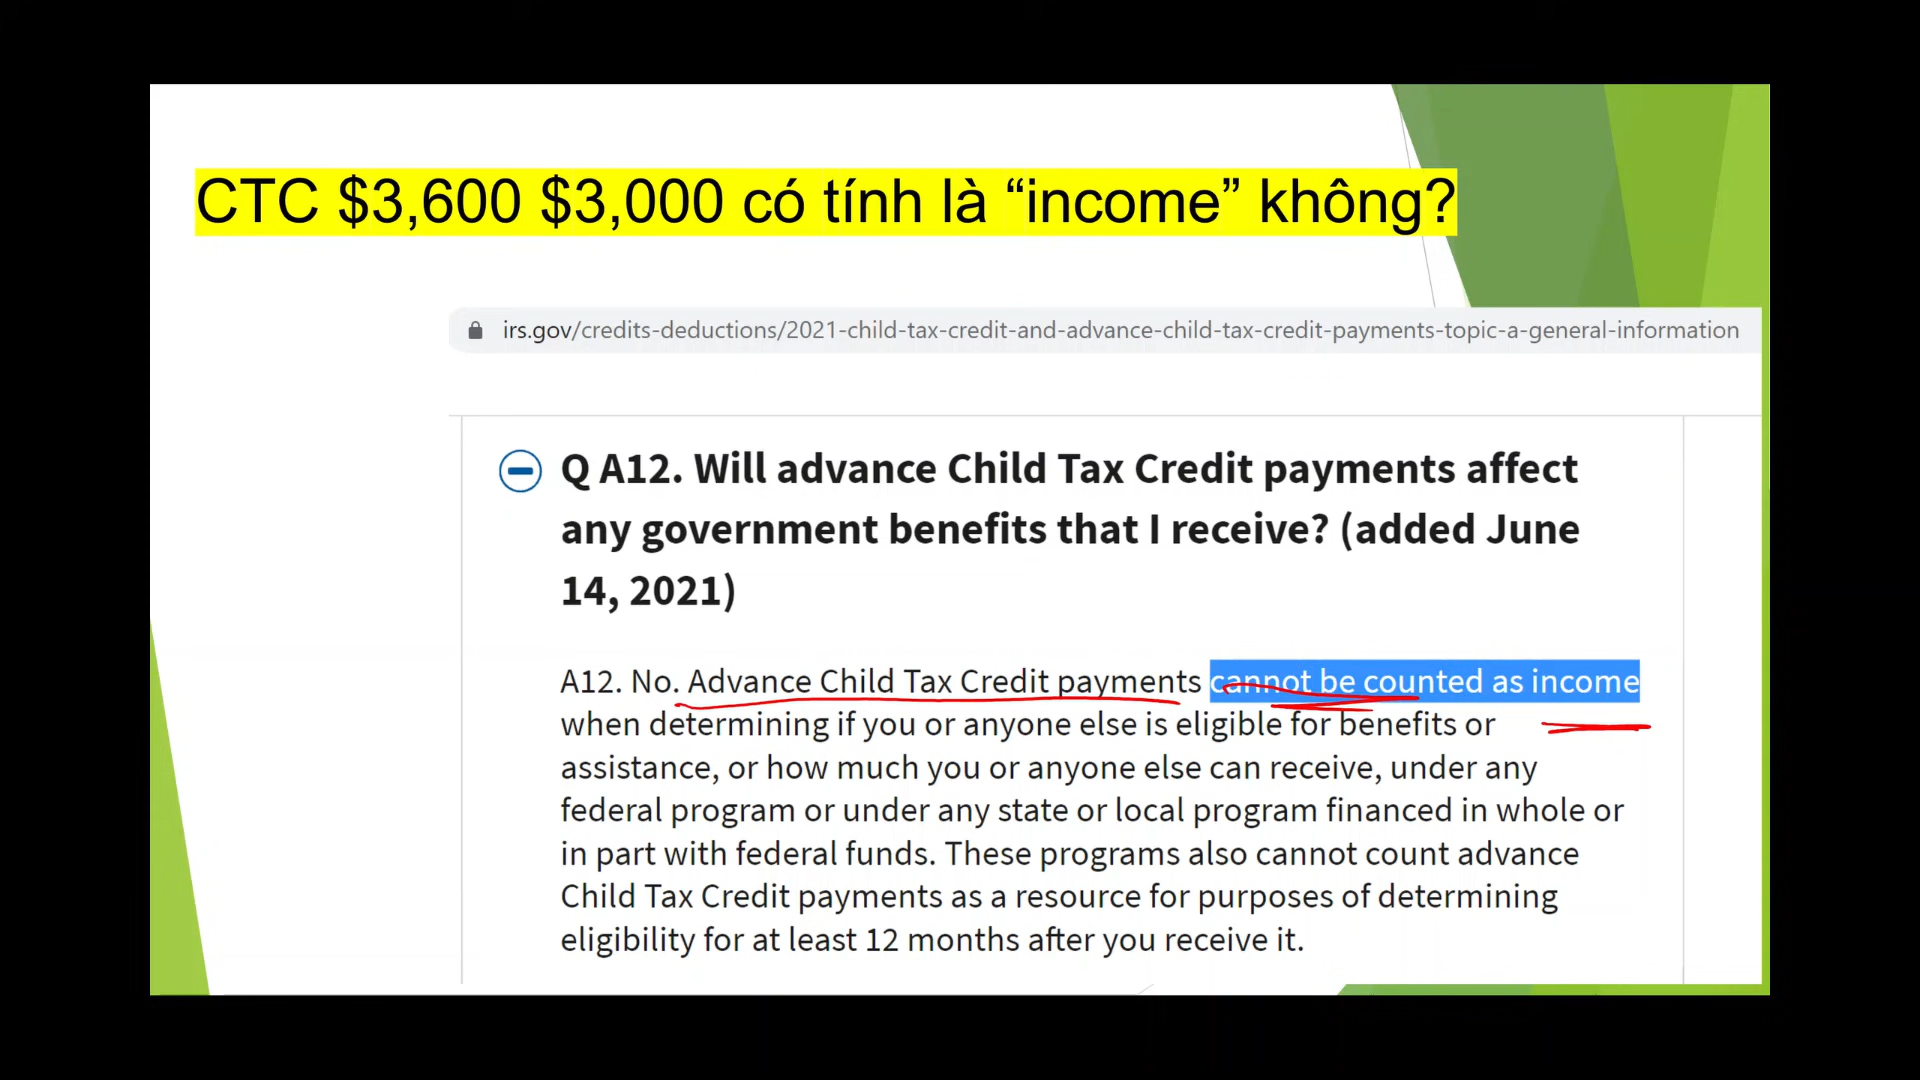 CTC $3,600 $3,000 có tính là “income” không?
irs.gov/credits-deductions/2021-child-tax-credit-and-advance-child-tax-credit-payments-topic-a-general-information
Q A12. Will advance Child Tax Credit payments affect
any government benefits that I receive? (added June
14, 2021)
A12. No. Advance Child Tax Credit payments cannot be counted as income
when determining if you or anyone else is eligible for benefits or
assistance, or how much you or anyone else can receive, under any
federal program or under any state or local program financed in whole or
in part with federal funds. These programs also cannot count advance
Child Tax Credit payments as a resource for purposes of determining
eligibility for at least 12 months after you receive it.